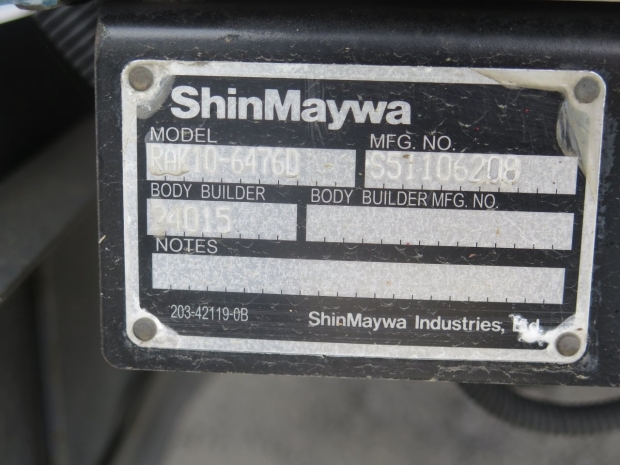 ShinMaywa
MODEL MFG. NO.
RAK10-6476D S51106208
BODY BUILDER BODY BUILDER MFG. NO.
24015
NOTES
203-42119-0B ShinMaywa Industries, Ltd.